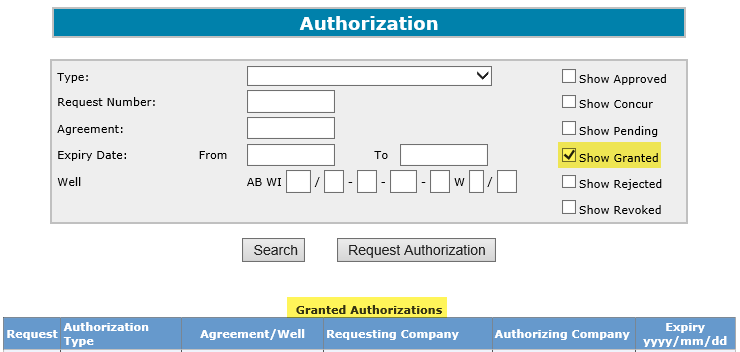 Authorization
Type: Show Approved
Request Number: Show Concur
Agreement: Show Pending
Expiry Date: From To Show Granted
Well AB WI / - - - W / Show Rejected
Show Revoked
Search Request Authorization
Granted Authorizations
Request Authorization Type Agreement/Well Requesting Company Authorizing Company Expiry yyyy/mm/dd